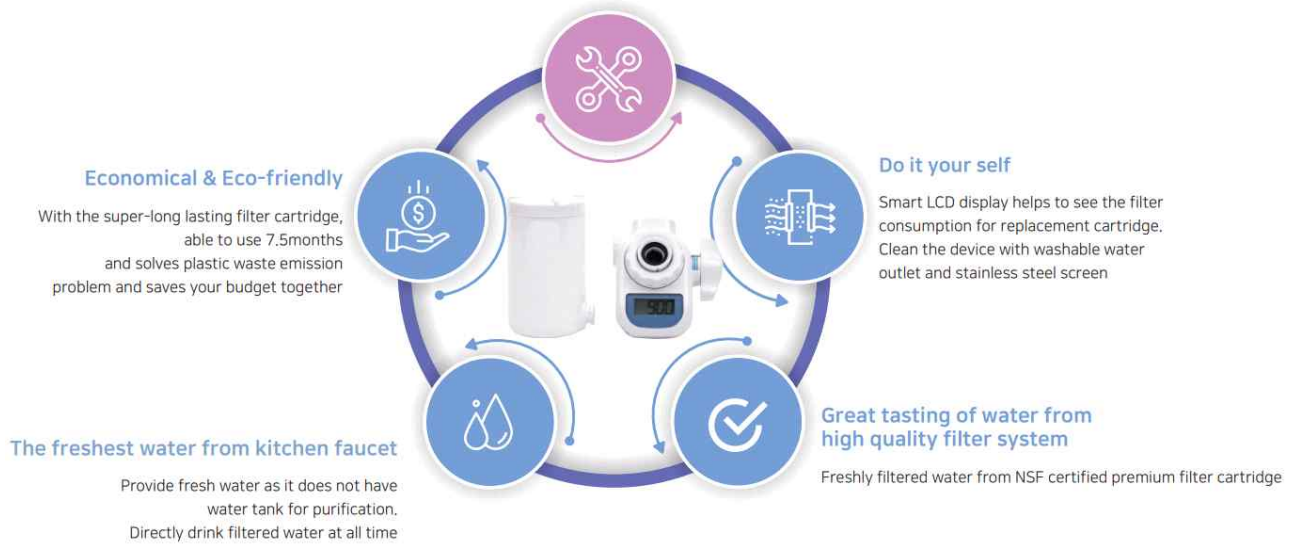 Economical & Eco-friendly
With the super-long lasting filter cartridge,
able to use 7.5months
and solves plastic waste emission
problem and saves your budget together
Do it your self
Smart LCD display helps to see the filter
consumption for replacement cartridge.
Clean the device with washable water
outlet and stainless steel screen
$
500
The freshest water from kitchen faucet
Provide fresh water as it does not have
water tank for purification.
Directly drink filtered water at all time
Great tasting of water from
high quality filter system
Freshly filtered water from NSF certified premium filter cartridge